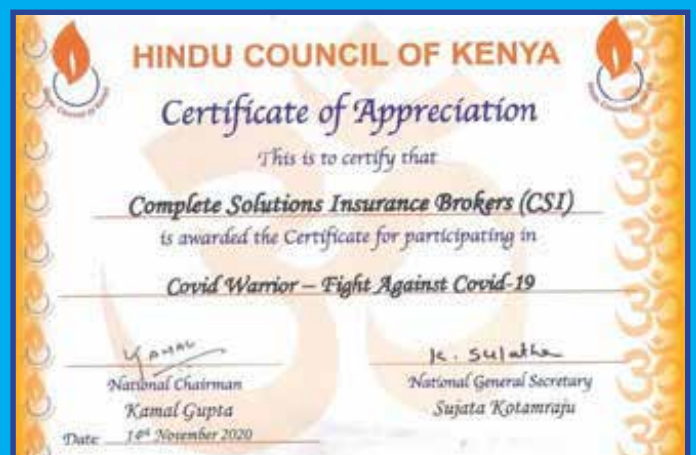 HINDU COUNCIL OF KENYA
Certificate of Appreciation
This is to certify that
Complete Solutions Insurance Brokers (CSI)
is awarded the Certificate for participating in
Covid Warrior – Fight Against Covid-19
KAMAL
K. Sujatha
National Chairman
National General Secretary
Kamal Gupta
Sujata Kotamraju
Date 14th November 2020